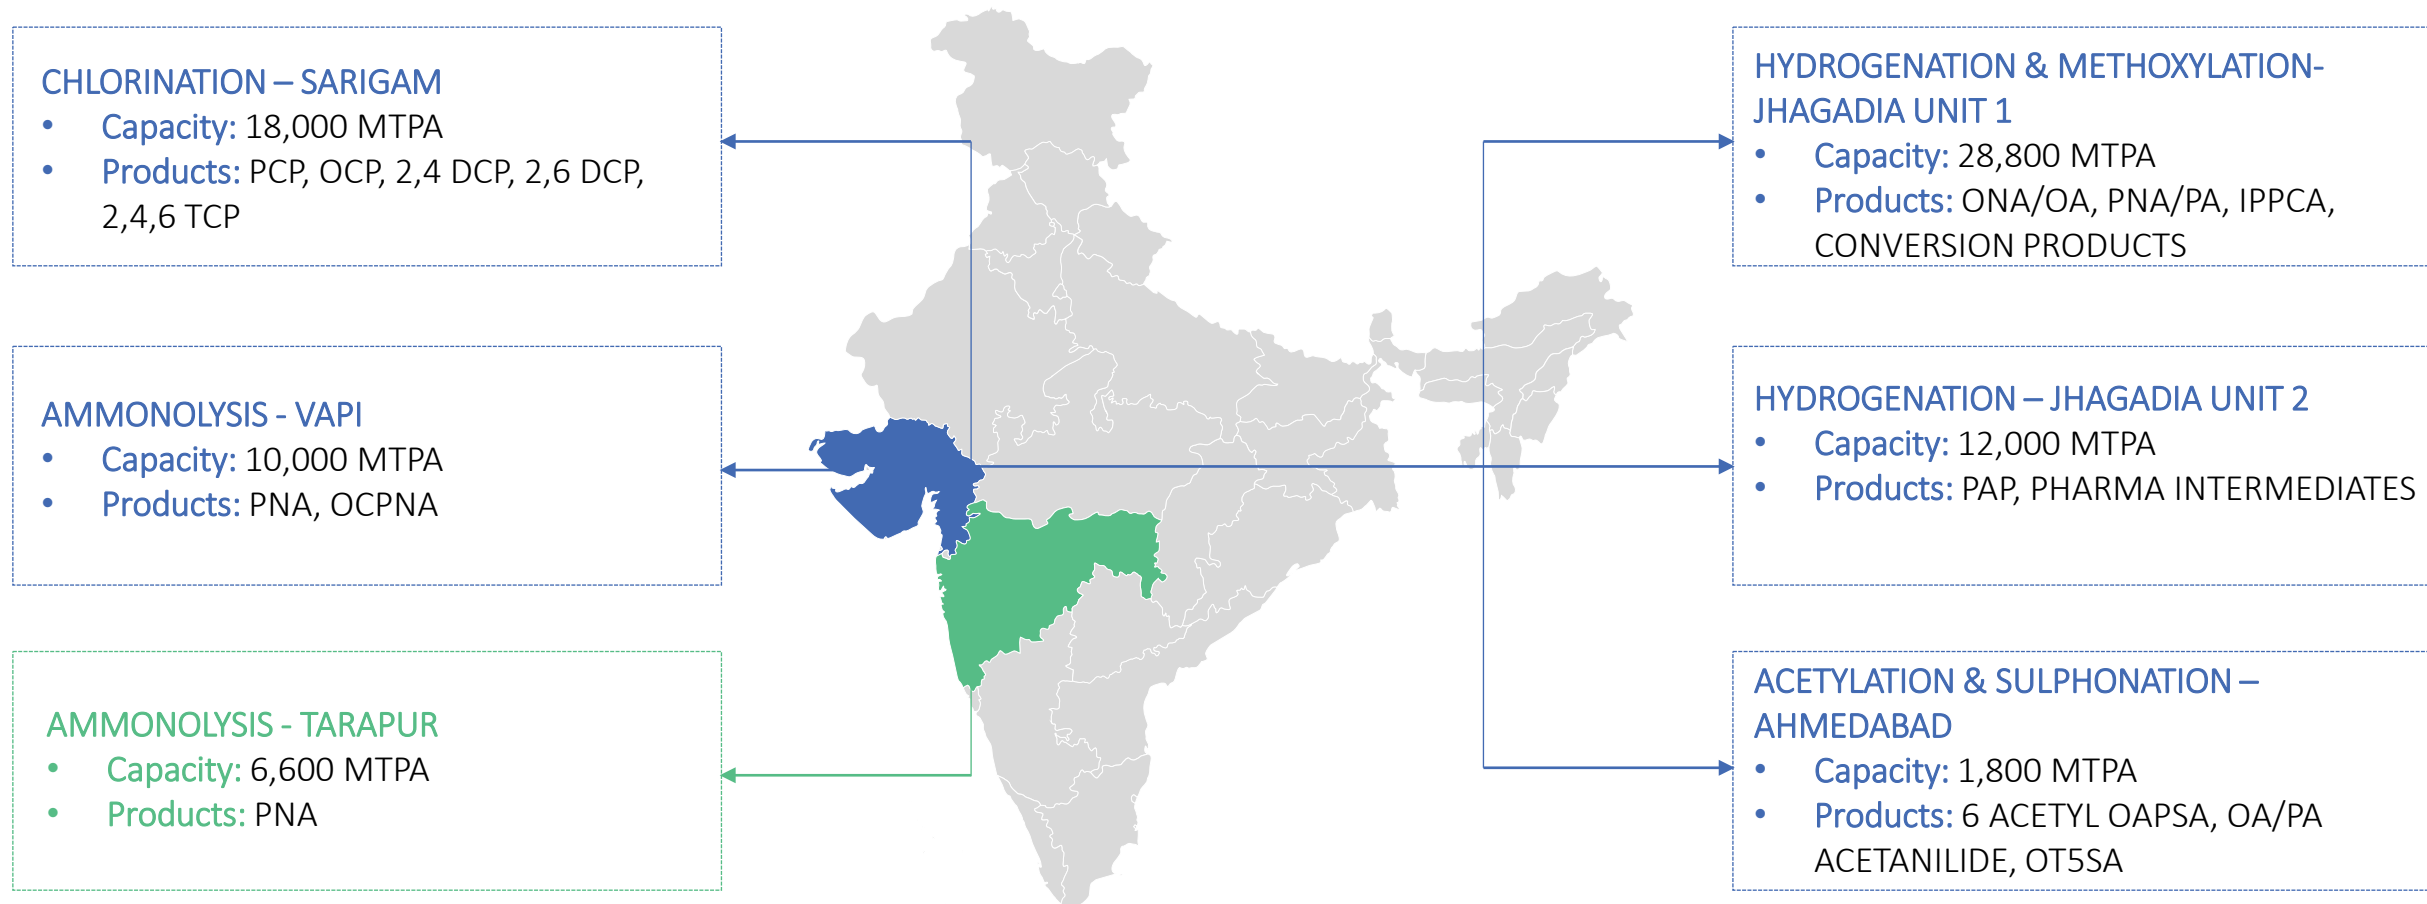 CHLORINATION – SARIGAM
• Capacity: 18,000 MTPA
• Products: PCP, OCP, 2,4 DCP, 2,6 DCP,
2,4,6 TCP
AMMONOLYSIS - VAPI
• Capacity: 10,000 MTPA
• Products: PNA, OCPNA
AMMONOLYSIS - TARAPUR
• Capacity: 6,600 MTPA
• Products: PNA
HYDROGENATION & METHOXYLATION-
JHAGADIA UNIT 1
• Capacity: 28,800 MTPA
• Products: ONA/OA, PNA/PA, IPPCA,
CONVERSION PRODUCTS
HYDROGENATION – JHAGADIA UNIT 2
• Capacity: 12,000 MTPA
• Products: PAP, PHARMA INTERMEDIATES
ACETYLATION & SULPHONATION –
AHMEDABAD
• Capacity: 1,800 MTPA
• Products: 6 ACETYL OAPSA, OA/PA
ACETANILIDE, OT5SA